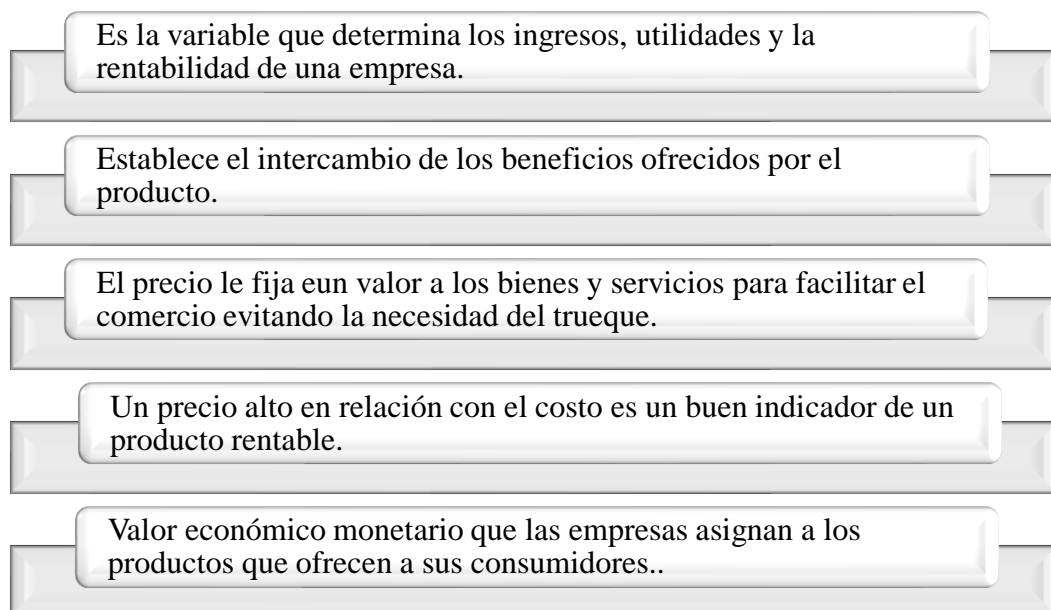 Es la variable que determina los ingresos, utilidades y la
rentabilidad de una empresa.
Establece el intercambio de los beneficios ofrecidos por el
producto.
El precio le fija eun valor a los bienes y servicios para facilitar el
comercio evitando la necesidad del trueque.
Un precio alto en relación con el costo es un buen indicador de un
producto rentable.
Valor económico monetario que las empresas asignan a los
productos que ofrecen a sus consumidores..